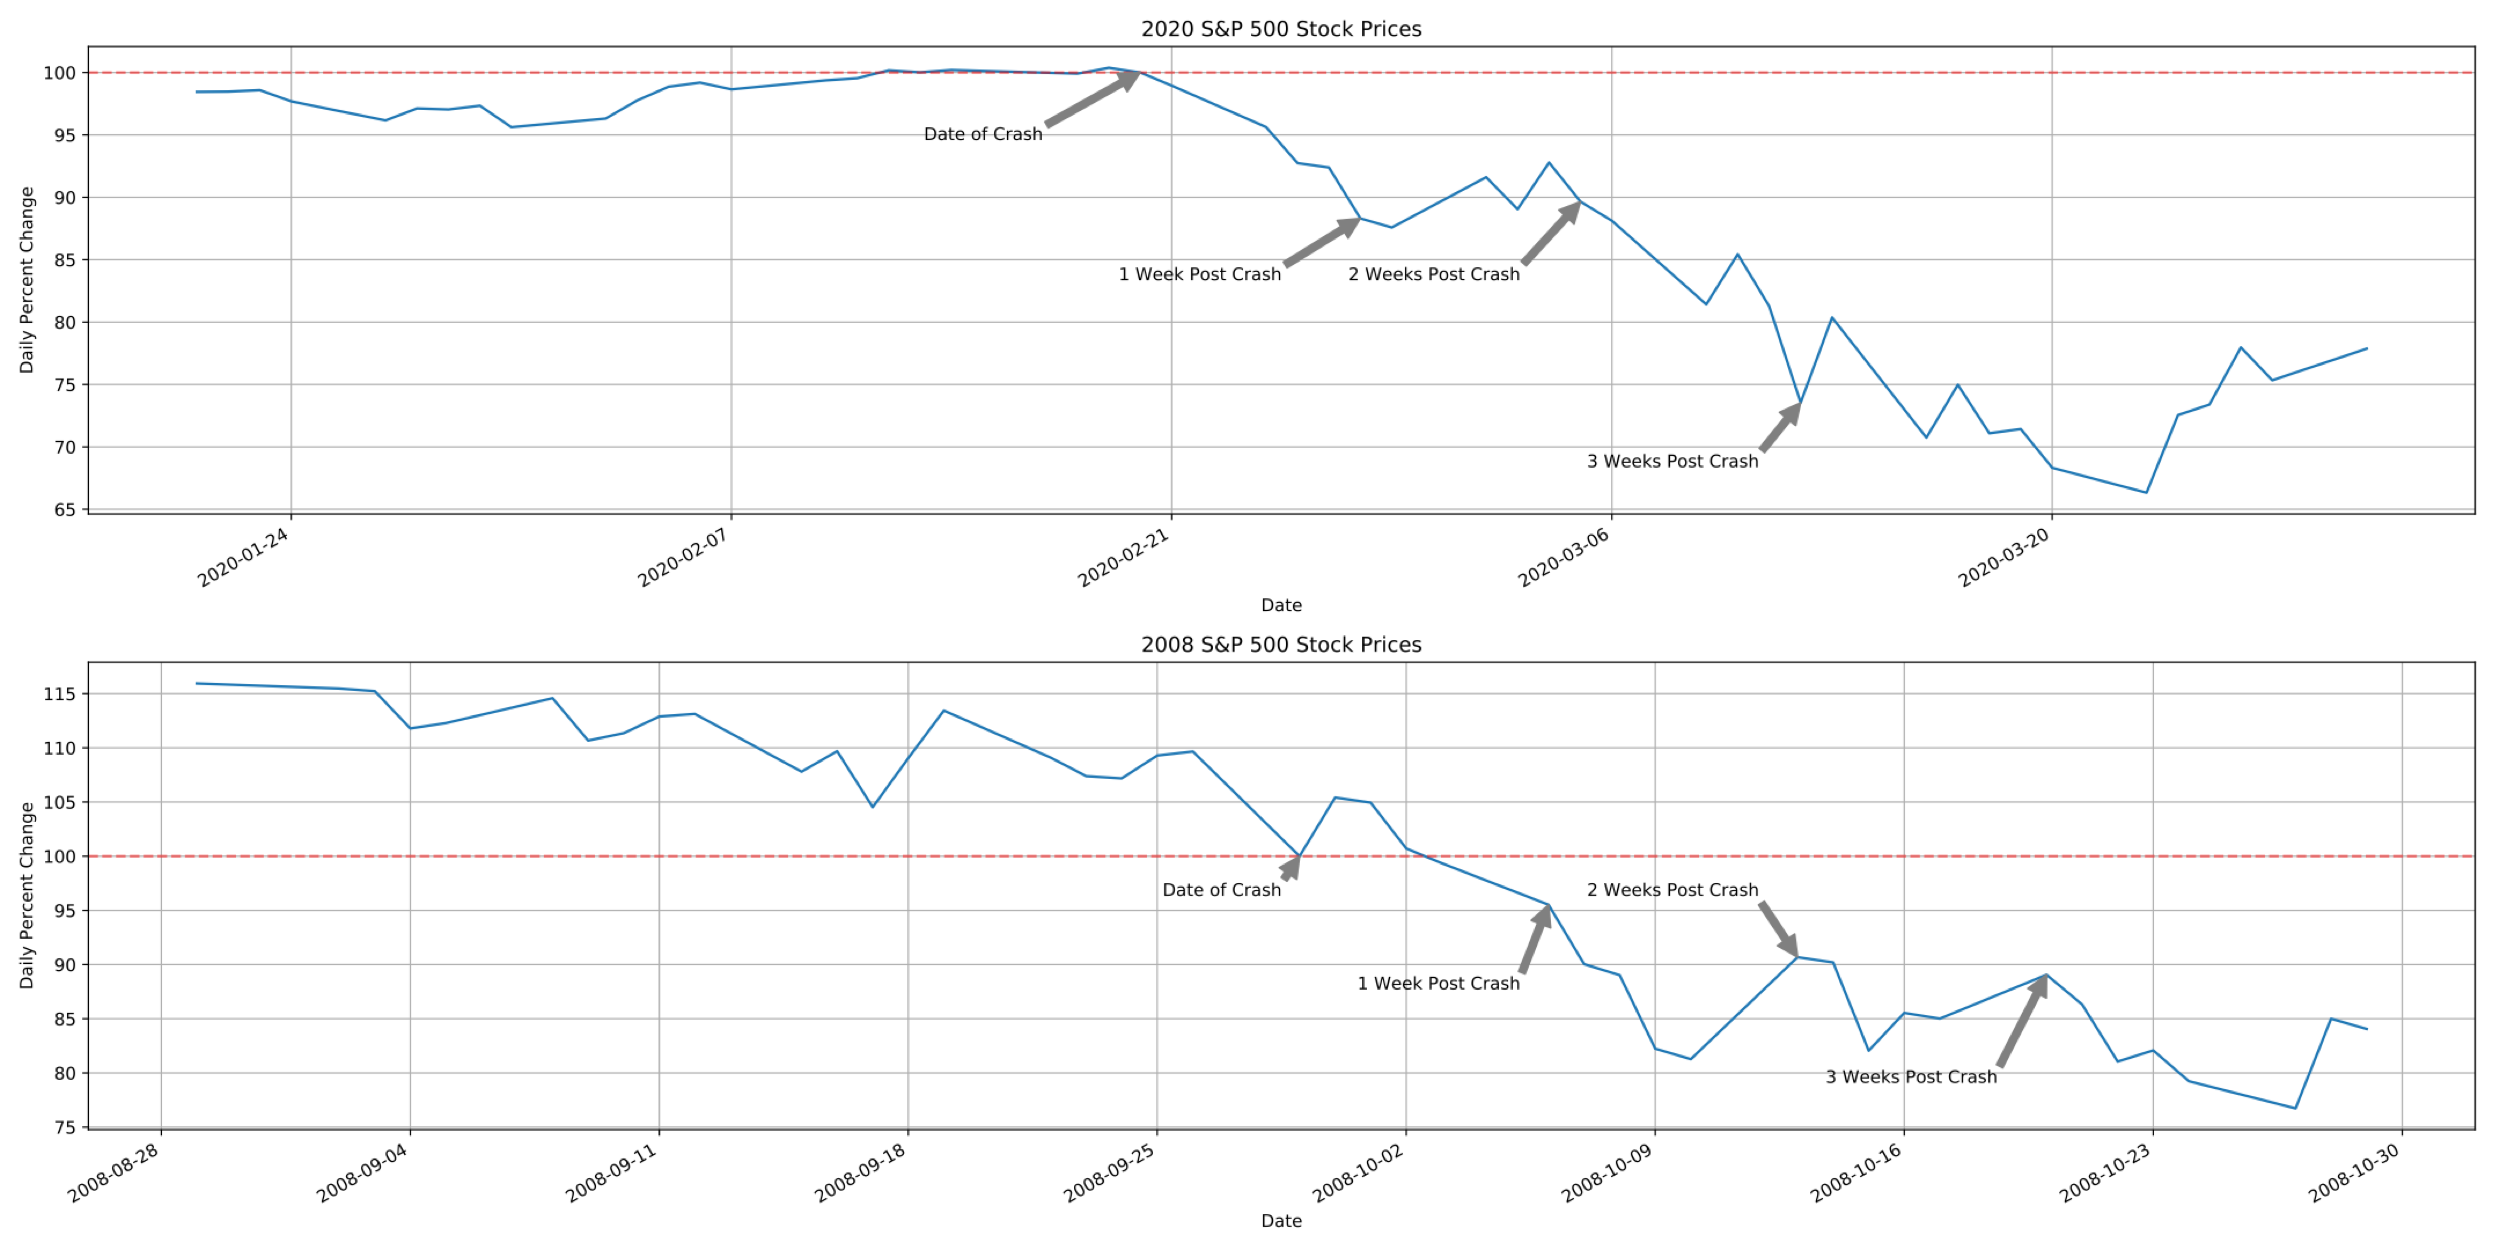 2020 S&P 500 Stock Prices
Daily Percent Change
100
95
90
85
80
75
70
65
Date of Crash
1 Week Post Crash
2 Weeks Post Crash
3 Weeks Post Crash
2020-01-24
2020-02-07
2020-02-21
2020-03-06
2020-03-20
Date
2008 S&P 500 Stock Prices
Daily Percent Change
115
110
105
100
95
90
85
80
75
Date of Crash
2 Weeks Post Crash
1 Week Post Crash
3 Weeks Post Crash
2008-08-28
2008-09-04
2008-09-11
2008-09-18
2008-09-25
2008-10-02
2008-10-09
2008-10-16
2008-10-23
2008-10-30
Date